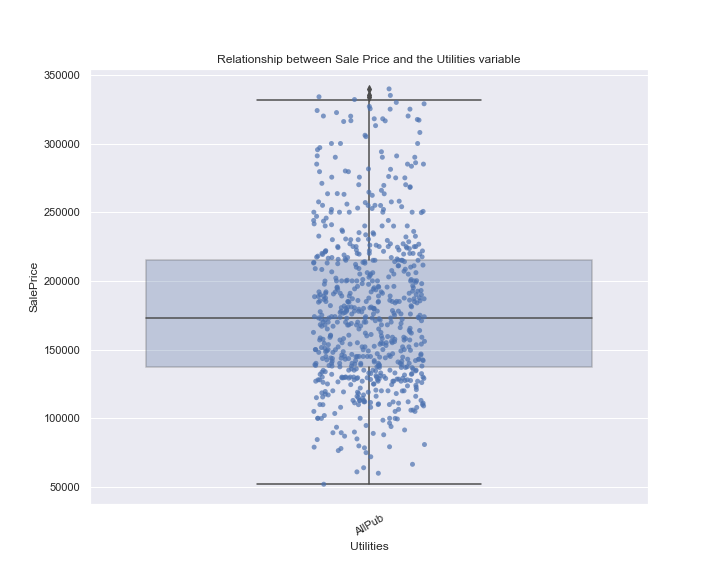 Relationship between Sale Price and the Utilities variable
350000
300000
250000
200000
150000
100000
50000
SalePrice
AllPub
Utilities